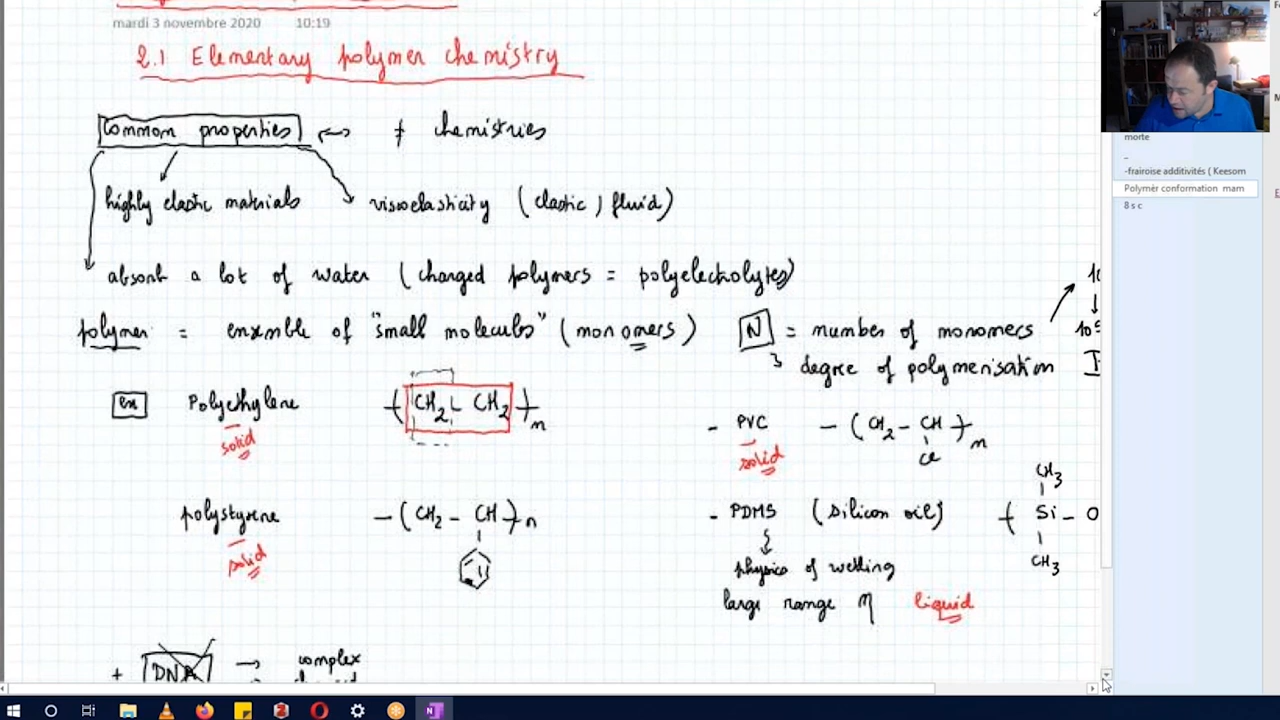 mardi 3 novembre 2020 10:19
2.1 Elementary polymer chemistry
Common properties ↔ ≠ chemistries
highly elastic materials
viscoelasticity (elastic, fluid)
absorb a lot of water (charged polymers = polyelectrolytes)
polymer = ensemble of "small molecules" (monomers)
N = number of monomers
degree of polymerisation
ex Polyethylene
solid
( CH2 - CH2 )n
- PVC - ( CH2 - CH )n
Cl
solid
polystyrene - ( CH2 - CH )n
solid
- PDMS (Silicon oil)
CH3
( Si - O
CH3
physics of wetting
large range η liquid
+ DNA → complex
morte
-frairoise additivités ( Keesom
Polymèr conformation mam
8 s c